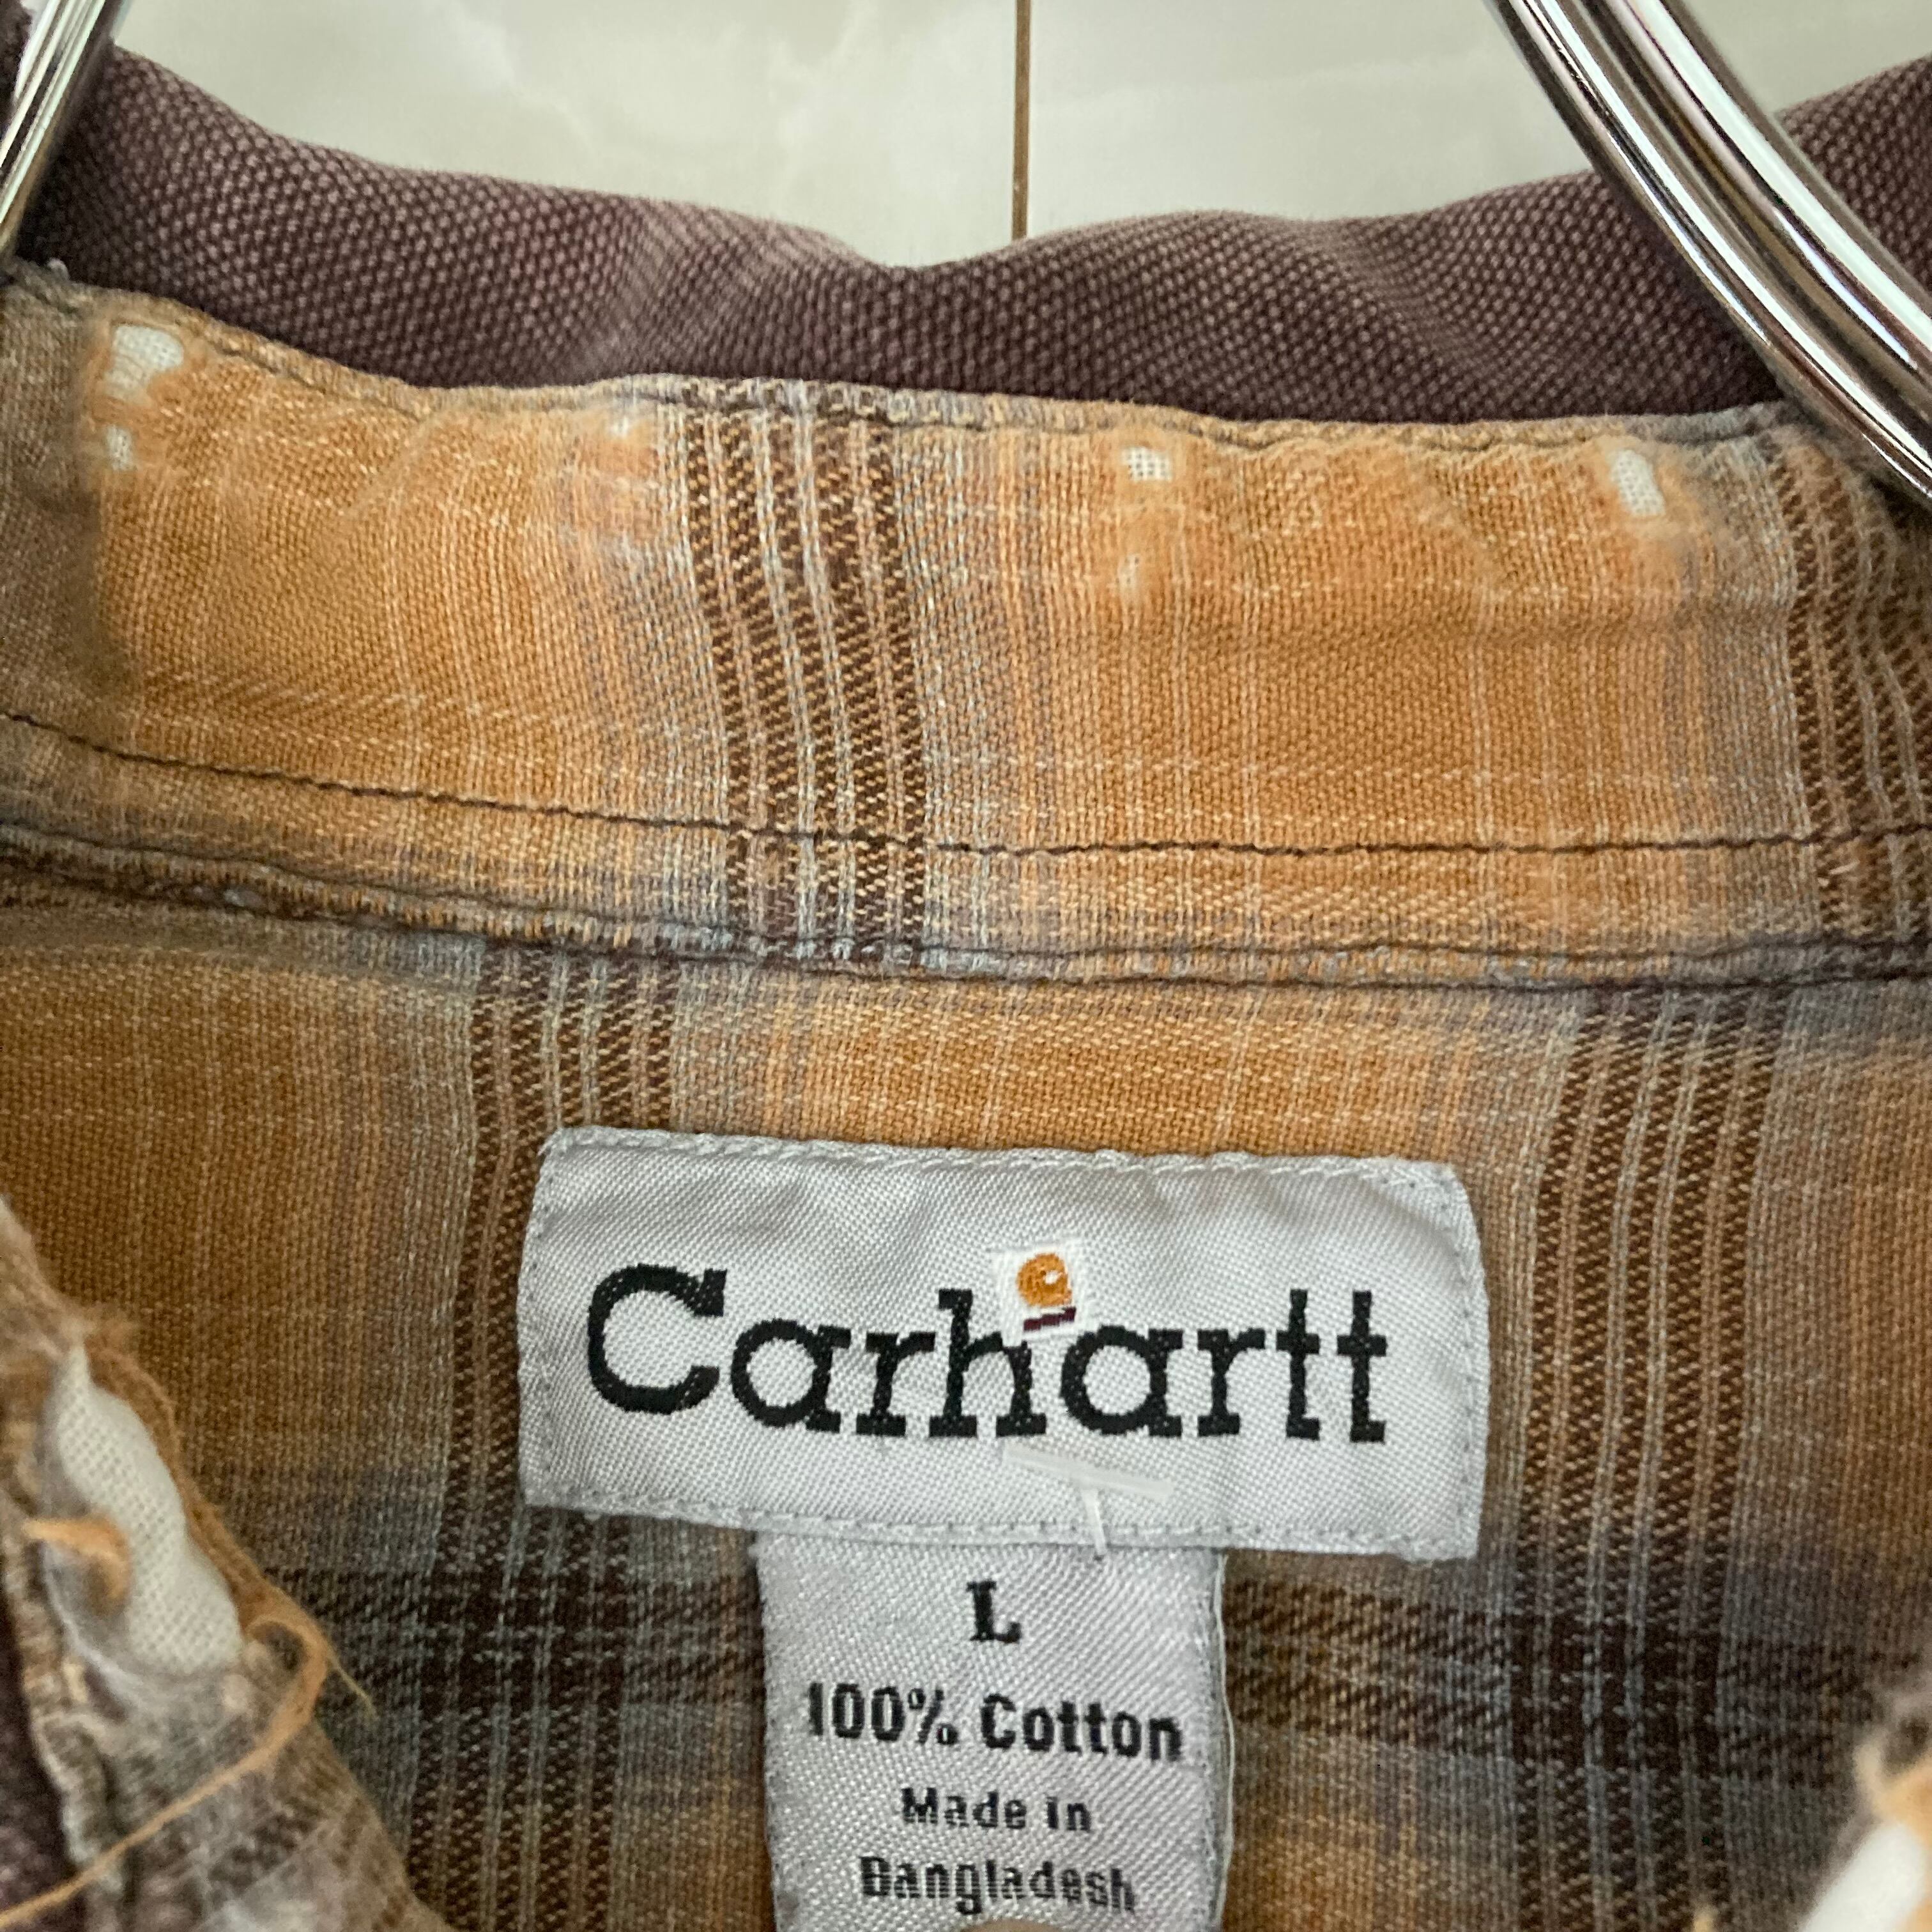 Carhartt
L
100% Cotton
Made in
Bangladesh